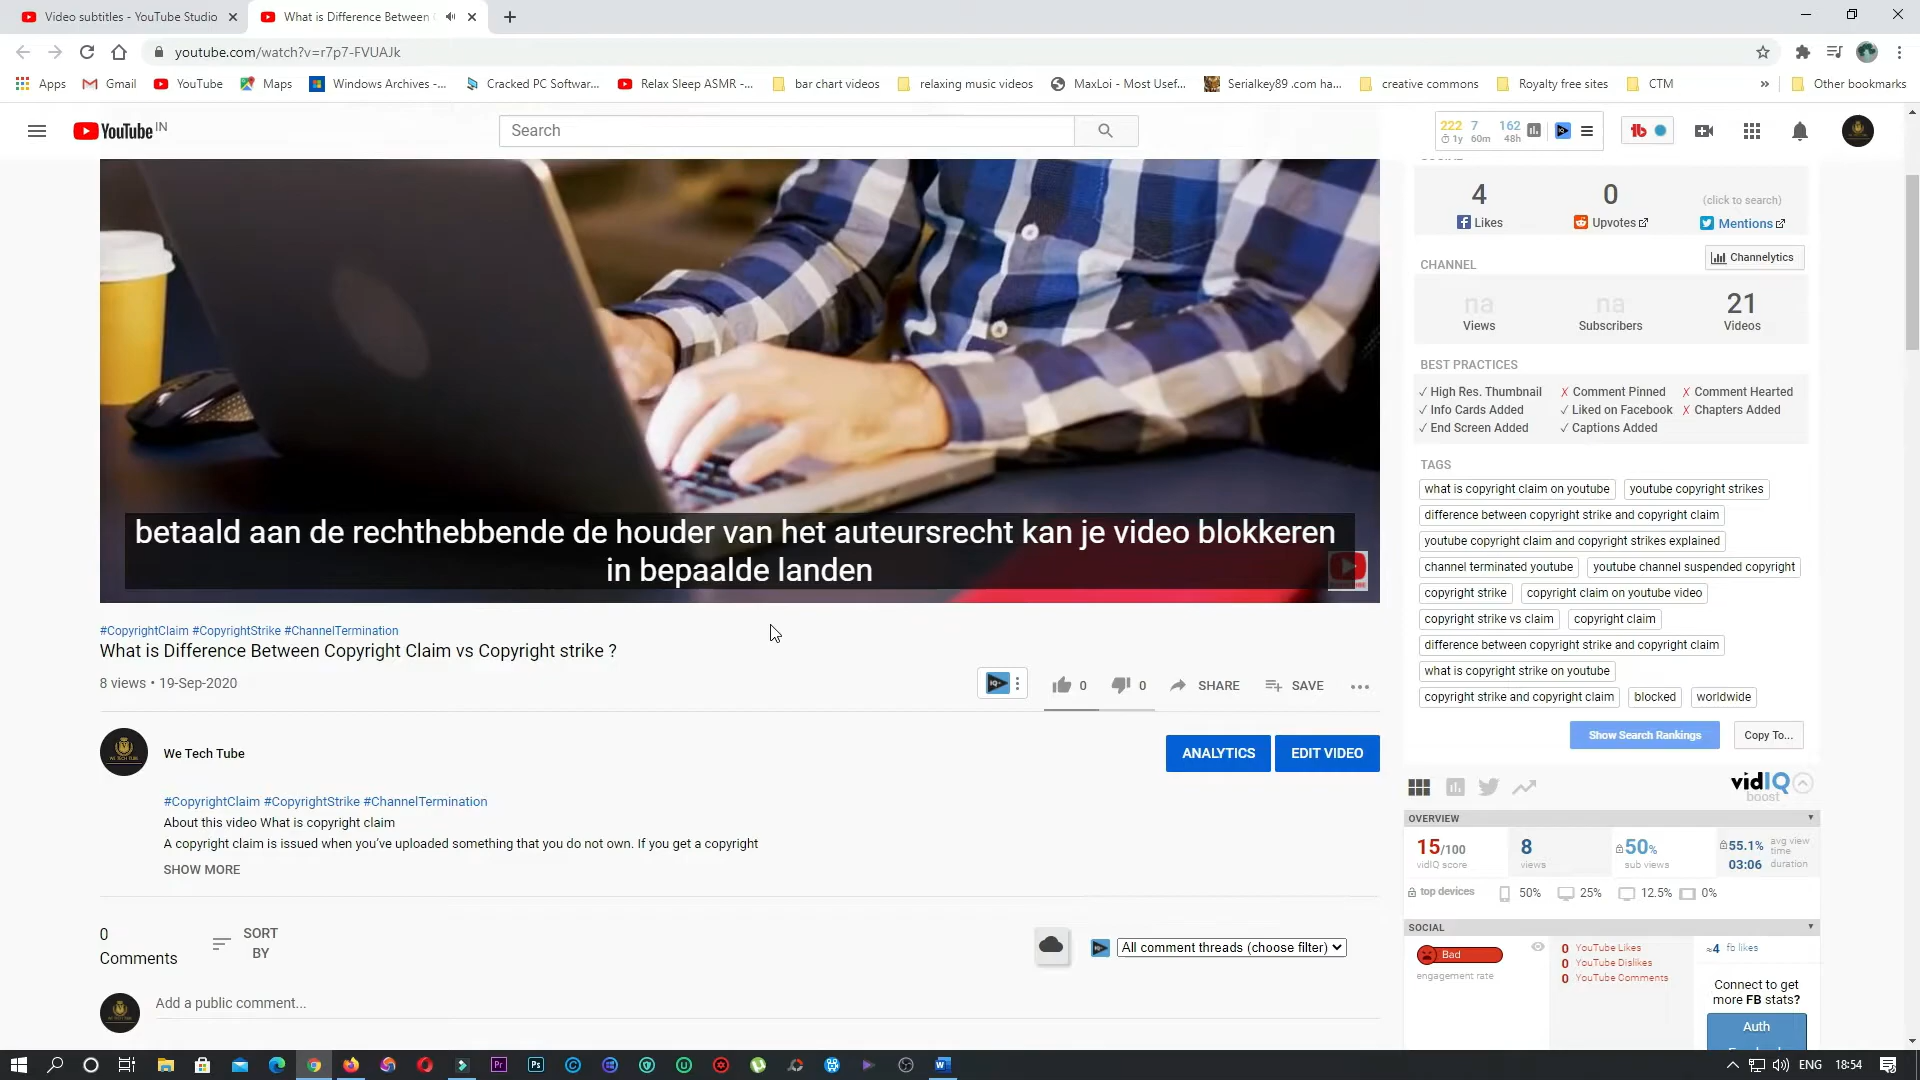 Video subtitles - YouTube Studio
What is Difference Between
youtube.com/watch?v=r7p7-FVUAJk
Apps
Gmail
YouTube
Maps
Windows Archives -...
Cracked PC Softwar...
Relax Sleep ASMR -...
bar chart videos
relaxing music videos
MaxLoi - Most Usef...
Serialkey89 .com ha...
creative commons
Royalty free sites
CTM
»
Other bookmarks
YouTube IN
Search
222 7 162
1y 60m 48h
4 0 (click to search)
Likes Upvotes Mentions
CHANNEL
Channelytics
na na 21
Views Subscribers Videos
BEST PRACTICES
✓ High Res. Thumbnail ✗ Comment Pinned ✗ Comment Hearted
✓ Info Cards Added ✓ Liked on Facebook ✗ Chapters Added
✓ End Screen Added ✓ Captions Added
TAGS
what is copyright claim on youtube youtube copyright strikes
difference between copyright strike and copyright claim
youtube copyright claim and copyright strikes explained
channel terminated youtube youtube channel suspended copyright
copyright strike copyright claim on youtube video
copyright strike vs claim copyright claim
difference between copyright strike and copyright claim
what is copyright strike on youtube
copyright strike and copyright claim blocked worldwide
Show Search Rankings Copy To...
betaald aan de rechthebbende de houder van het auteursrecht kan je video blokkeren
in bepaalde landen
#CopyrightClaim #CopyrightStrike #ChannelTermination
What is Difference Between Copyright Claim vs Copyright strike ?
8 views • 19-Sep-2020
0 0 SHARE SAVE
We Tech Tube
ANALYTICS EDIT VIDEO
#CopyrightClaim #CopyrightStrike #ChannelTermination
About this video What is copyright claim
A copyright claim is issued when you've uploaded something that you do not own. If you get a copyright
SHOW MORE
0
Comments
SORT
BY
All comment threads (choose filter)
Add a public comment...
vidIQ
boost
OVERVIEW
15/100 8 50% 55.1% avg view time
vidIQ score views sub views 03:06 duration
top devices 50% 25% 12.5% 0%
SOCIAL
Bad
engagement rate
0 YouTube Likes
0 YouTube Dislikes
0 YouTube Comments
≈4 fb likes
Connect to get
more FB stats?
Auth
ENG 18:54